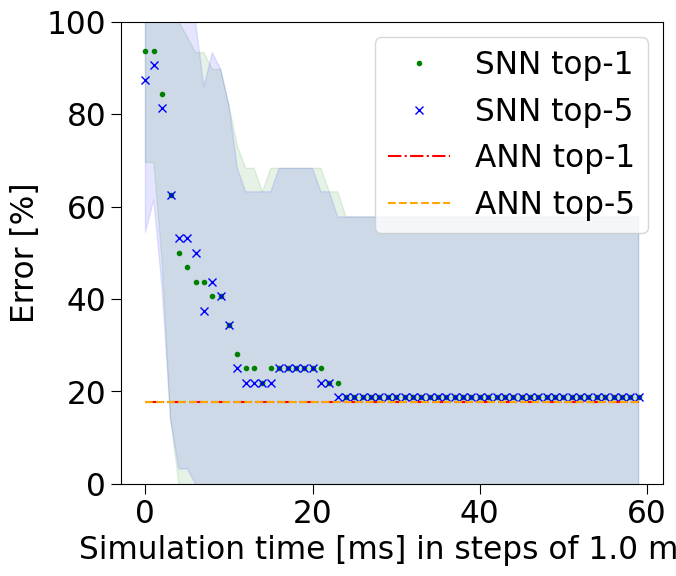 100
80
60
40
20
0
Error [%]
SNN top-1
SNN top-5
ANN top-1
ANN top-5
0 20 40 60
Simulation time [ms] in steps of 1.0 m